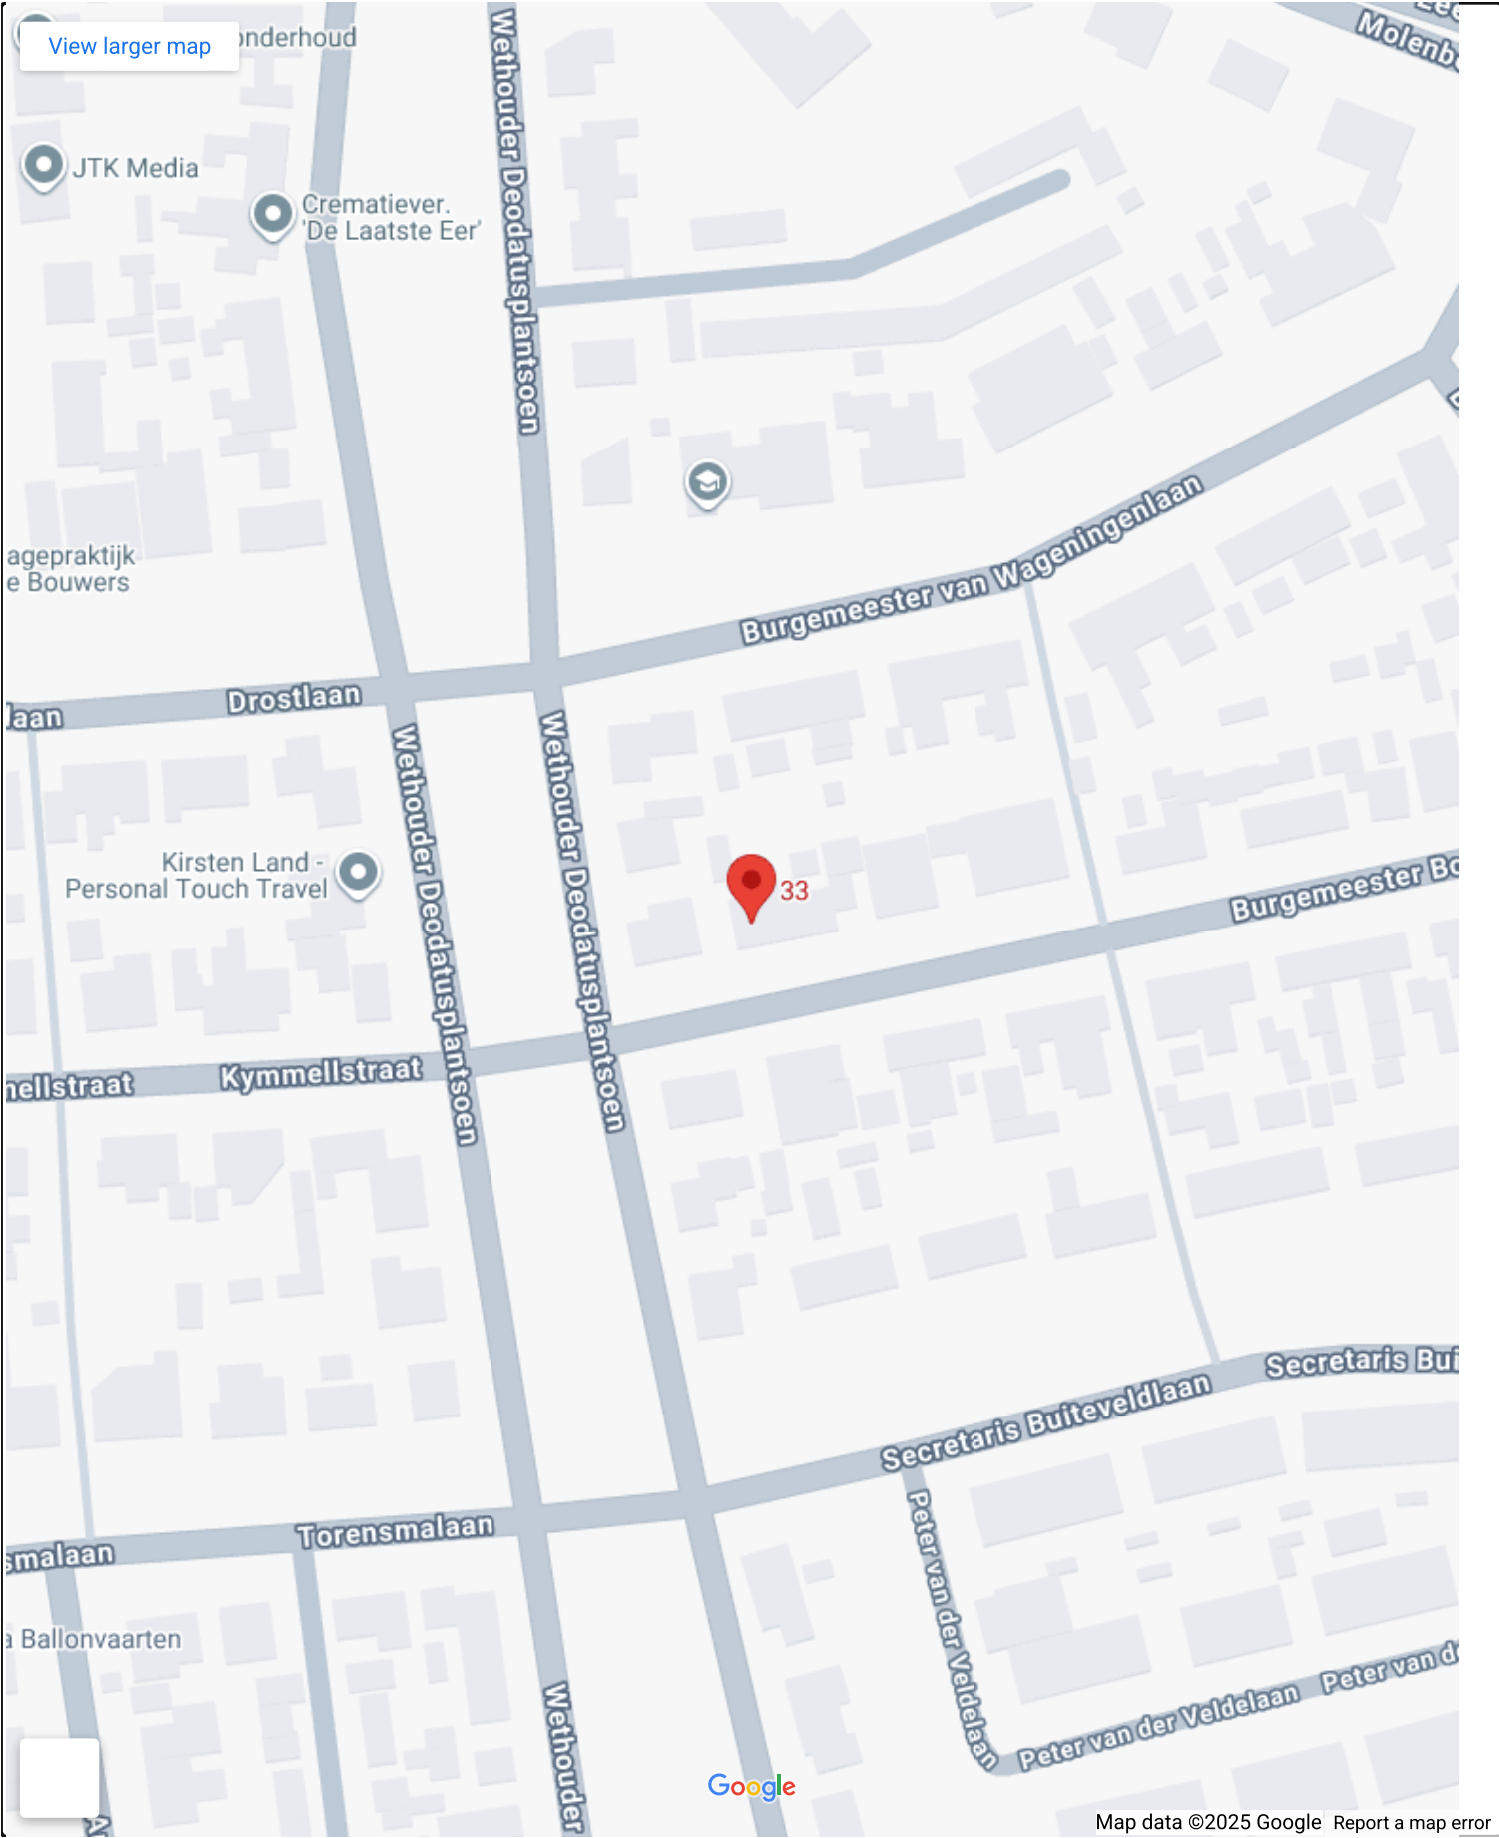 View larger map
onderhoud
Molenb
JTK Media
Crematiever.
'De Laatste Eer'
Wethouder Deodatusplantsoen
agepraktijk
e Bouwers
Burgemeester van Wageningenlaan
Drostlaan
laan
Wethouder Deodatusplantsoen
Wethouder Deodatusplantsoen
Kirsten Land -
Personal Touch Travel
33
Burgemeester Bo
Kymmellstraat
nellstraat
Secretaris Bui
Secretaris Buiteveldlaan
Torensmalaan
smalaan
Peter van der Veldelaan
a Ballonvaarten
Peter van der Veldelaan
Peter van de
Wethouder
Google
Map data ©2025 Google
Report a map error